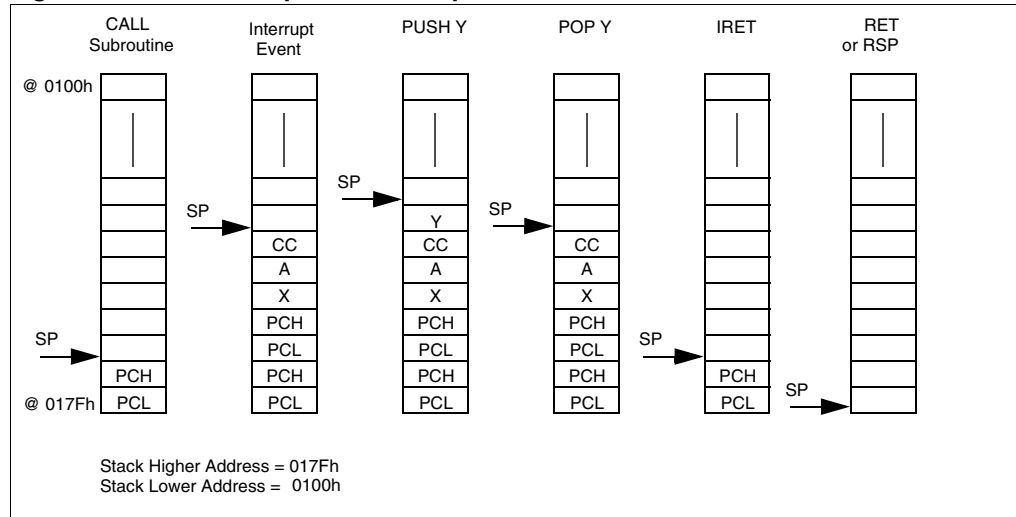 CALL Subroutine
Interrupt Event
PUSH Y
POP Y
IRET
RET or RSP
@ 0100h
SP
SP
SP
Y
SP
CC
CC
CC
A
A
A
X
X
X
PCH
PCH
PCH
SP
PCL
PCL
PCL
SP
PCH
PCH
PCH
PCH
PCH
@ 017Fh
PCL
PCL
PCL
PCL
PCL
SP
Stack Higher Address = 017Fh
Stack Lower Address = 0100h